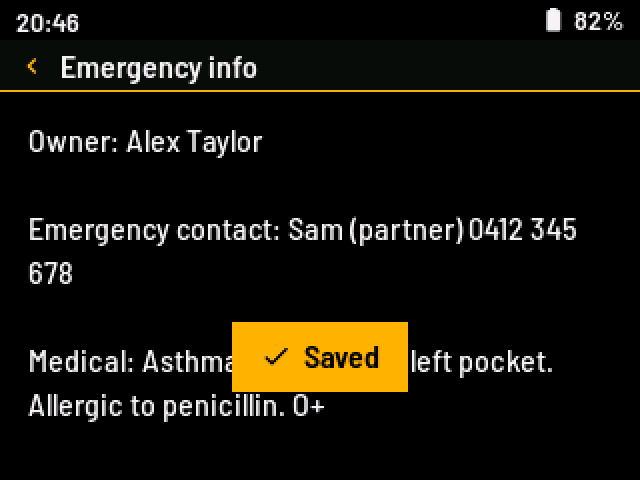 20:46
82%
Emergency info
Owner: Alex Taylor
Emergency contact: Sam (partner) 0412 345
678
Medical: Asthma left pocket.
Saved
Allergic to penicillin. O+